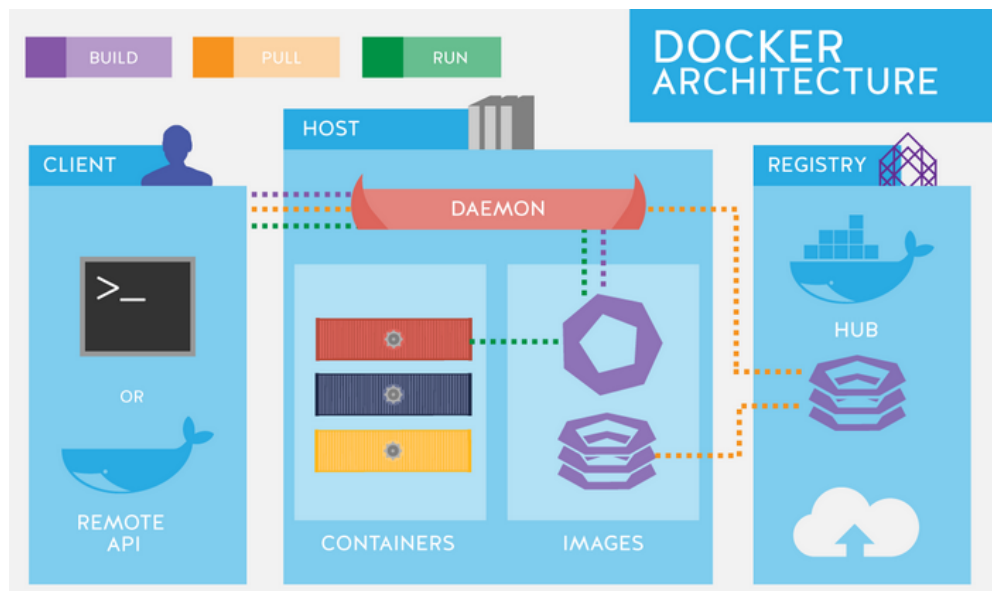 BUILD
PULL
RUN
DOCKER
ARCHITECTURE
CLIENT
>_
OR
REMOTE
API
HOST
DAEMON
CONTAINERS
IMAGES
REGISTRY
HUB